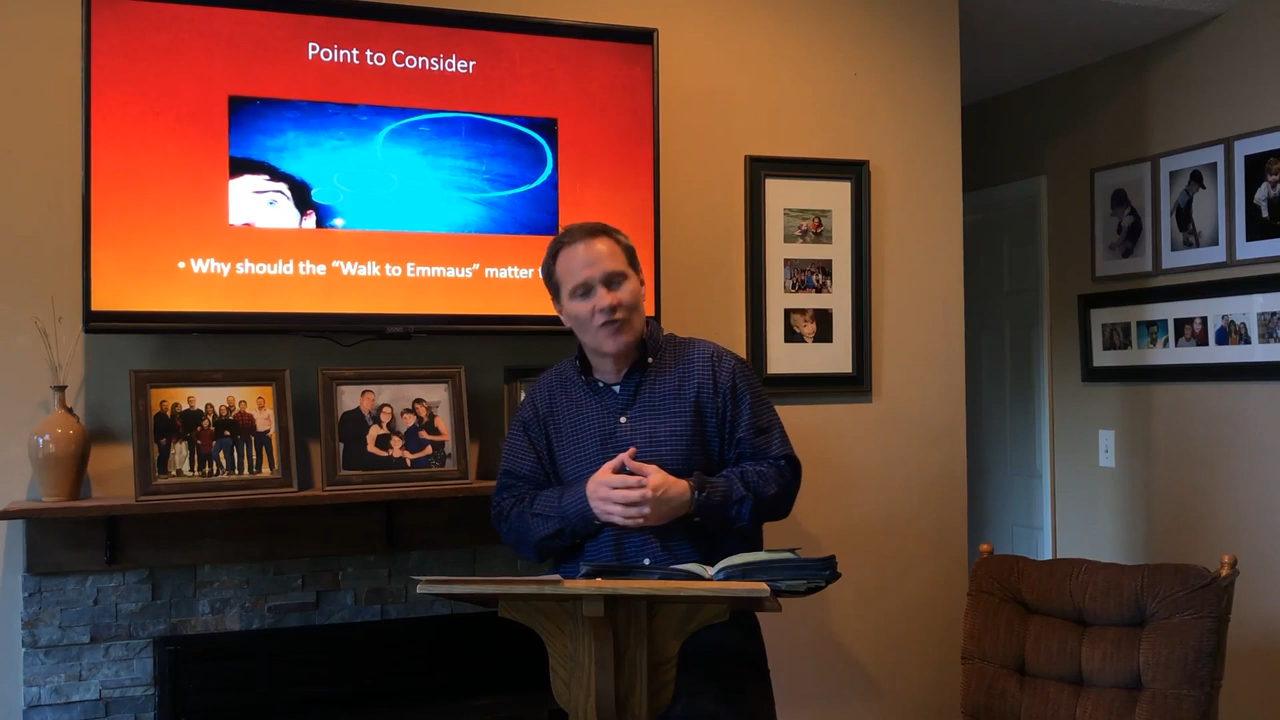 Point to Consider
• Why should the “Walk to Emmaus” matter